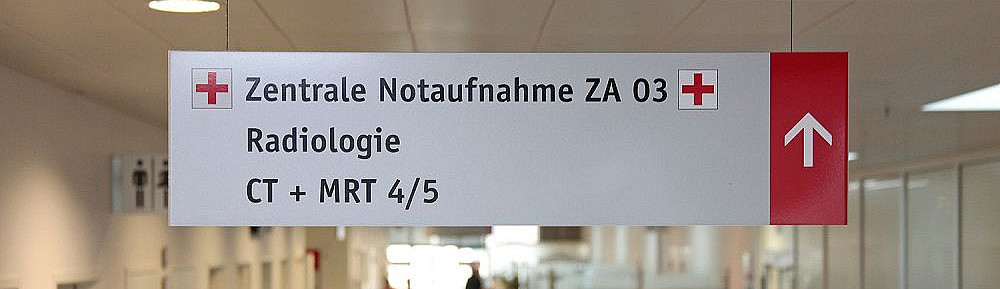 Zentrale Notaufnahme ZA 03
Radiologie
CT + MRT 4/5